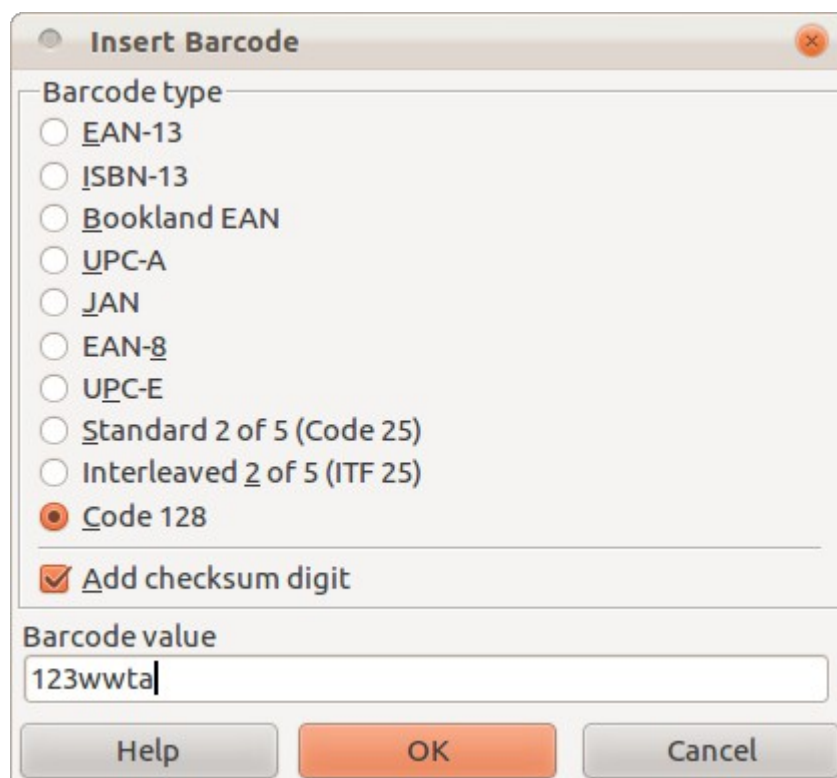 Insert Barcode
Barcode type
EAN-13
ISBN-13
Bookland EAN
UPC-A
JAN
EAN-8
UPC-E
Standard 2 of 5 (Code 25)
Interleaved 2 of 5 (ITF 25)
Code 128
Add checksum digit
Barcode value
123wwta
Help OK Cancel